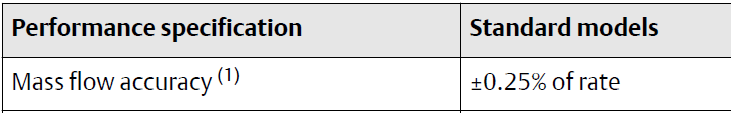 Performance specification Standard models
Mass flow accuracy (1) ±0.25% of rate